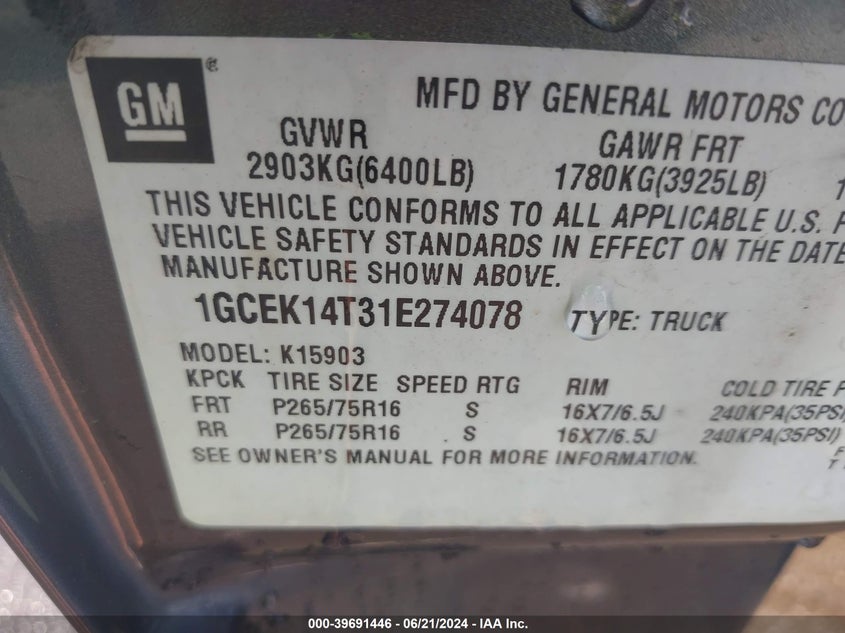 GM®
MFD BY GENERAL MOTORS CO
GVWR GAWR FRT
2903KG(6400LB) 1780KG(3925LB)
THIS VEHICLE CONFORMS TO ALL APPLICABLE U.S. F
VEHICLE SAFETY STANDARDS IN EFFECT ON THE DATE
MANUFACTURE SHOWN ABOVE.
1GCEK14T31E274078 TYPE: TRUCK
MODEL: K15903
KPCK TIRE SIZE SPEED RTG RIM COLD TIRE P
FRT P265/75R16 S 16X7/6.5J 240KPA(35PSI)
RR P265/75R16 S 16X7/6.5J 240KPA(35PSI)
SEE OWNER'S MANUAL FOR MORE INFORMATION.
000-39691446 - 06/21/2024 - IAA Inc.